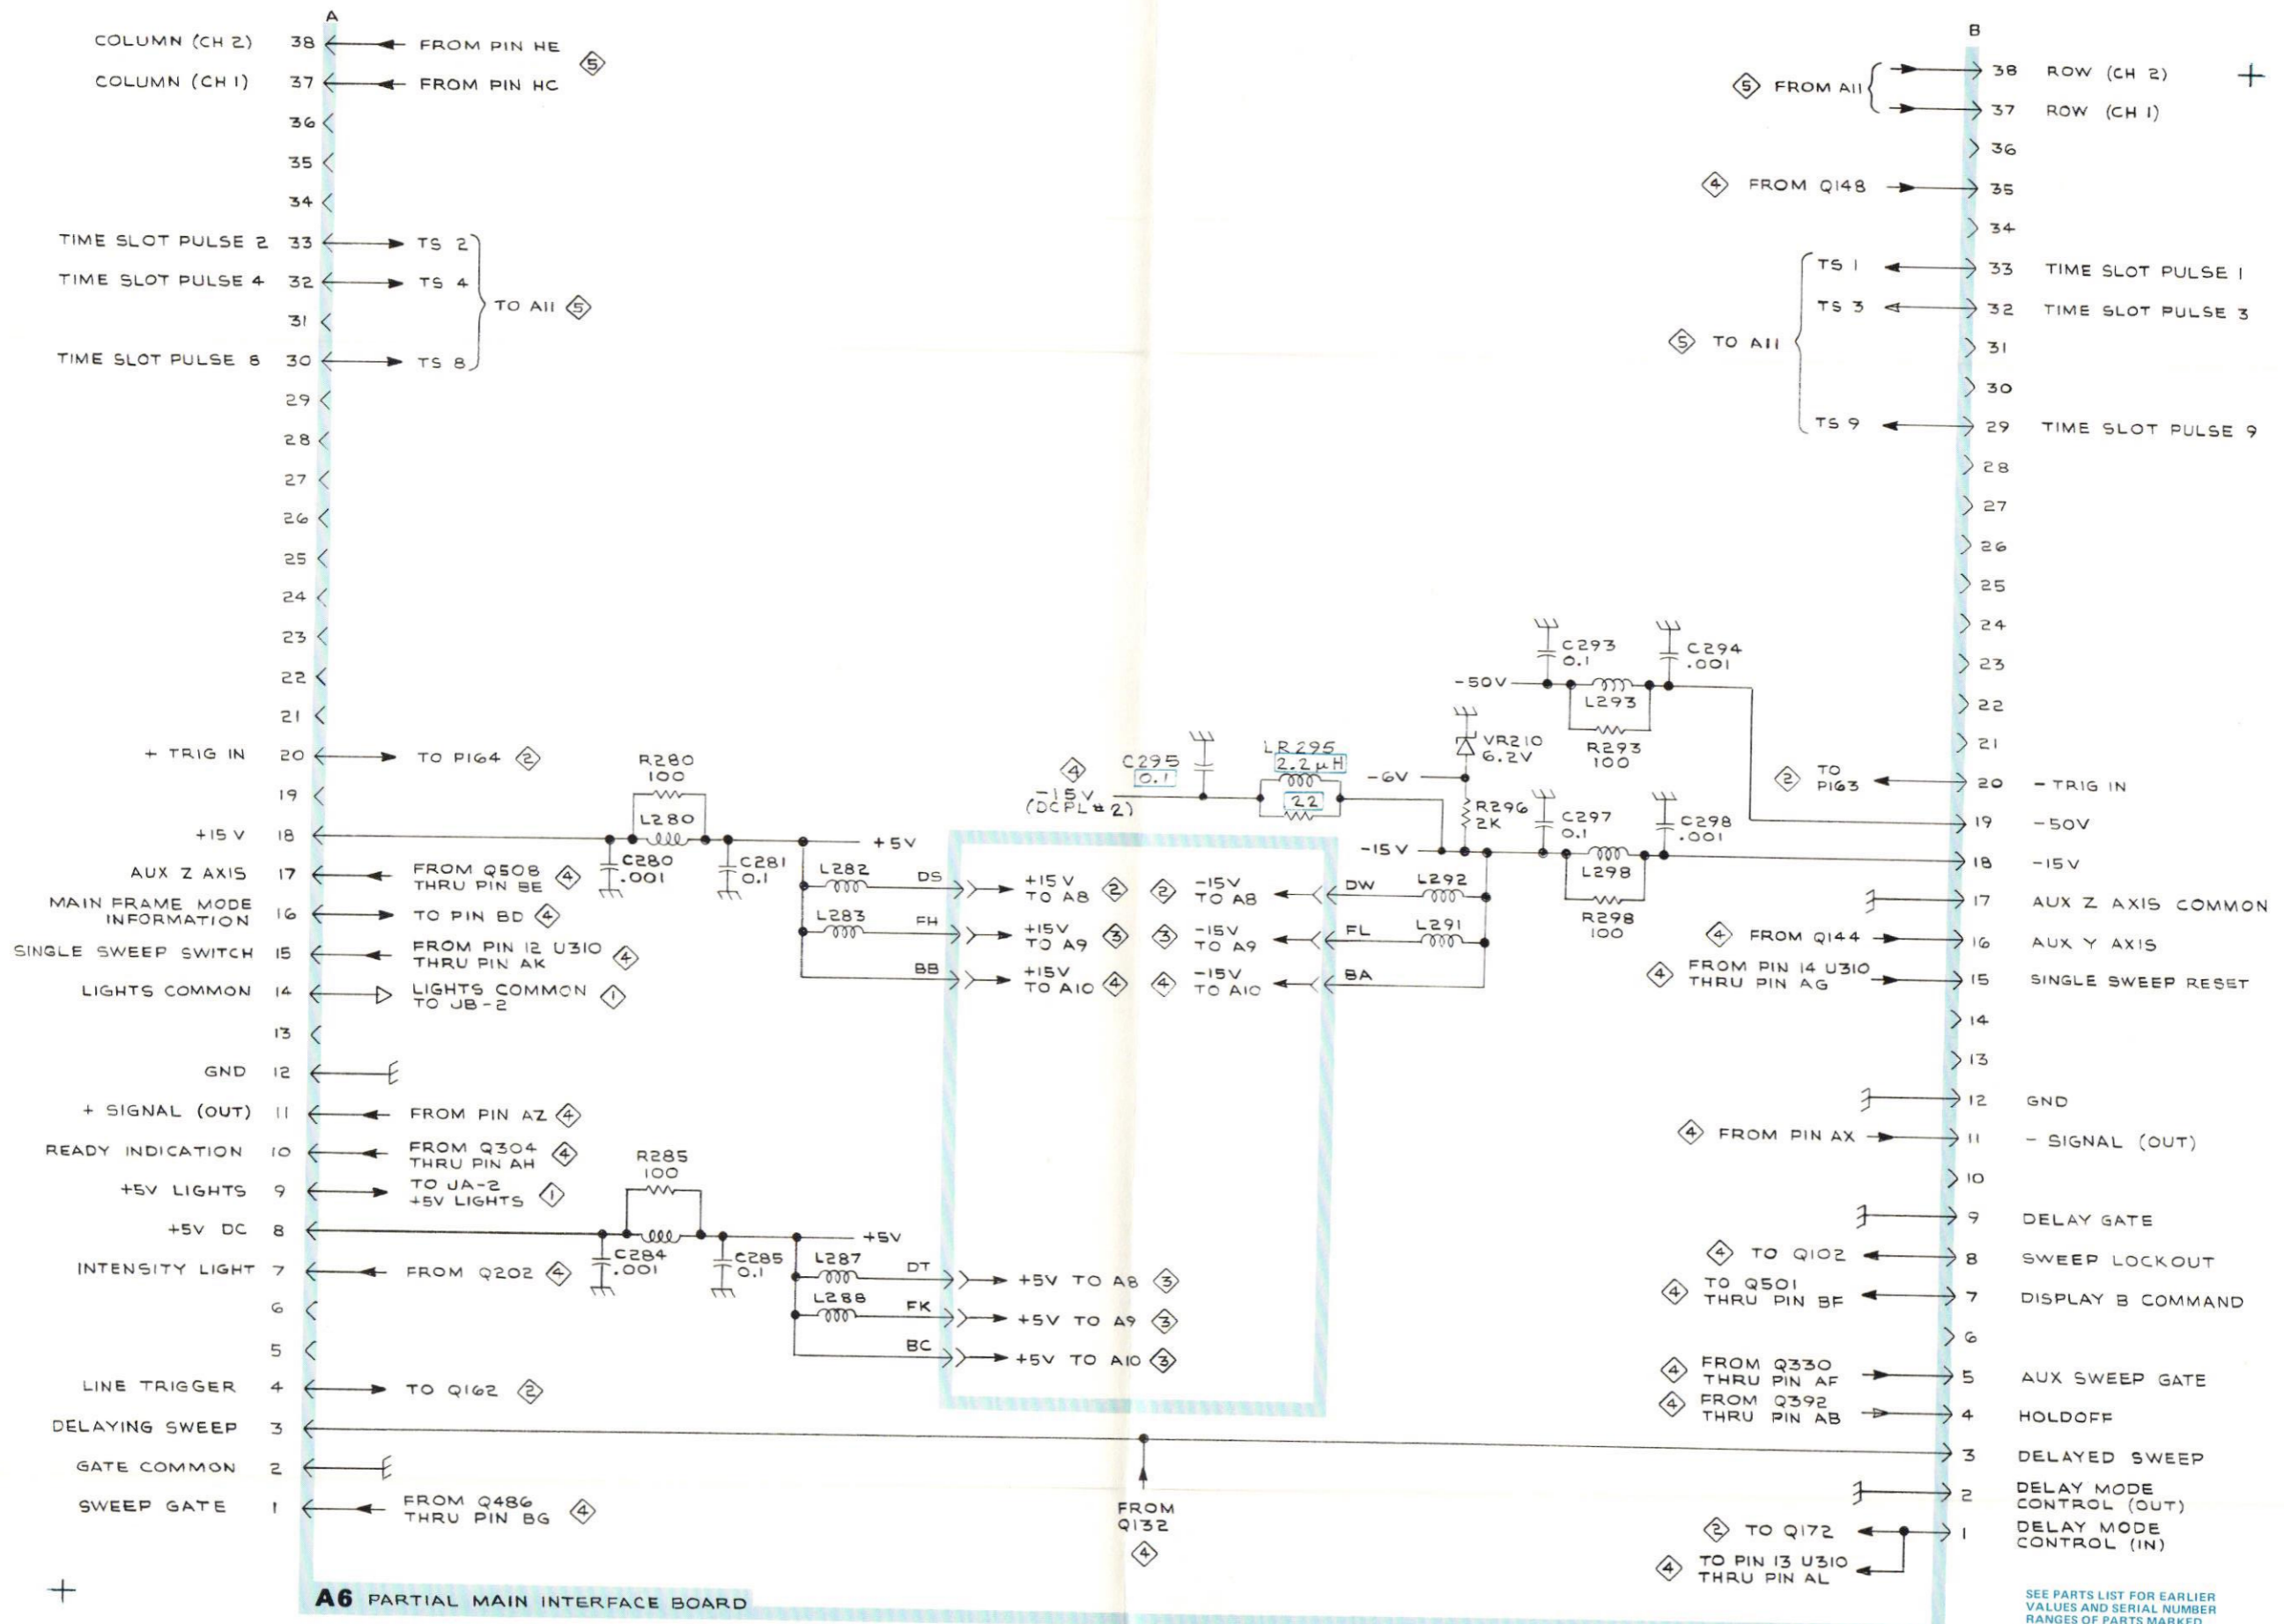 A
COLUMN (CH 2) 38 FROM PIN HE
5
COLUMN (CH 1) 37 FROM PIN HC
36
35
34
TIME SLOT PULSE 2 33 TS 2
TIME SLOT PULSE 4 32 TS 4
TO A11 5
31
TIME SLOT PULSE 8 30 TS 8
29
28
27
26
25
24
23
22
21
+ TRIG IN 20 TO P164 2
19
+15 V 18
AUX Z AXIS 17 FROM Q508
THRU PIN BE 4
MAIN FRAME MODE
INFORMATION 16 TO PIN BD 4
SINGLE SWEEP SWITCH 15 FROM PIN 12 U310
THRU PIN AK 4
LIGHTS COMMON 14 LIGHTS COMMON
TO JB-2 1
13
GND 12
+ SIGNAL (OUT) 11 FROM PIN AZ 4
READY INDICATION 10 FROM Q304
THRU PIN AH 4
+5V LIGHTS 9 TO JA-2
+5V LIGHTS 1
+5V DC 8
INTENSITY LIGHT 7 FROM Q202 4
6
5
LINE TRIGGER 4 TO Q162 2
DELAYING SWEEP 3
GATE COMMON 2
SWEEP GATE 1 FROM Q486
THRU PIN BG 4
R280
100
L280
C280
.001
C281
0.1
+5V
L282
DS
+15V
TO A8 2
L283
FH
+15V
TO A9 3
BB
+15V
TO A10 4
R285
100
C284
.001
C285
0.1
+5V
L287
DT
+5V TO A8 3
L288
FK
+5V TO A9 3
BC
+5V TO A10 3
FROM
Q132
4
4
-15V
(DCPL#2)
C295
0.1
LR295
2.2µH
22
-6V
VR210
6.2V
R296
2K
-15V
-50V
C293
0.1
L293
R293
100
C294
.001
C297
0.1
L298
R298
100
C298
.001
2 -15V
TO A8
DW
L292
3 -15V
TO A9
FL
L291
4 -15V
TO A10
BA
B
5 FROM A11
38 ROW (CH 2)
37 ROW (CH 1)
36
4 FROM Q148 35
34
TS 1 33 TIME SLOT PULSE 1
TS 3 32 TIME SLOT PULSE 3
5 TO A11
31
30
TS 9 29 TIME SLOT PULSE 9
28
27
26
25
24
23
22
21
2 TO
P163 20 - TRIG IN
19 -50V
18 -15V
17 AUX Z AXIS COMMON
4 FROM Q144 16 AUX Y AXIS
4 FROM PIN 14 U310
THRU PIN AG 15 SINGLE SWEEP RESET
14
13
12 GND
4 FROM PIN AX 11 - SIGNAL (OUT)
10
9 DELAY GATE
4 TO Q102 8 SWEEP LOCKOUT
4 TO Q501
THRU PIN BF 7 DISPLAY B COMMAND
6
4 FROM Q330
THRU PIN AF 5 AUX SWEEP GATE
4 FROM Q392
THRU PIN AB 4 HOLDOFF
3 DELAYED SWEEP
2 DELAY MODE
CONTROL (OUT)
2 TO Q172 1 DELAY MODE
CONTROL (IN)
4 TO PIN 13 U310
THRU PIN AL
A6 PARTIAL MAIN INTERFACE BOARD
SEE PARTS LIST FOR EARLIER
VALUES AND SERIAL NUMBER
RANGES OF PARTS MARKED